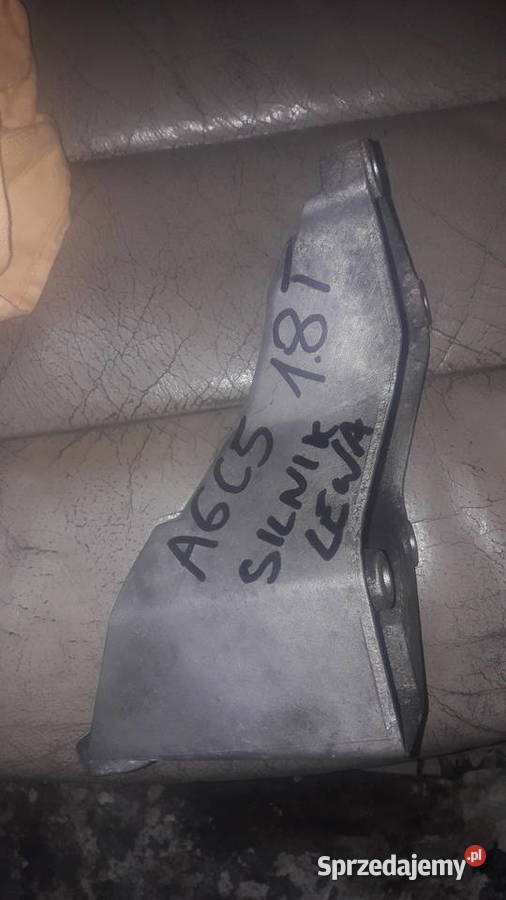 A6C5 1.8T
SILNIK
LEWA
Sprzedajemy.pl